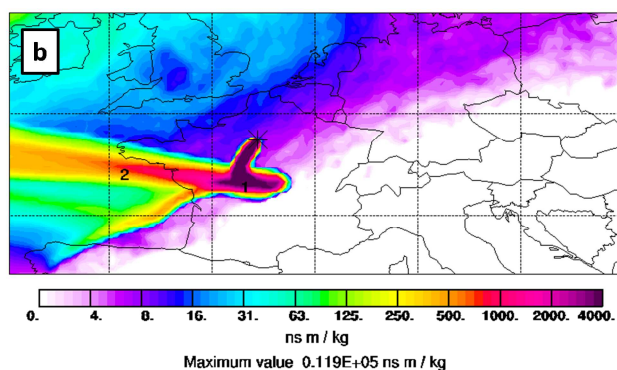 b
2
1
0. 4. 8. 16. 31. 63. 125. 250. 500. 1000. 2000. 4000.
ns m / kg
Maximum value 0.119E+05 ns m / kg